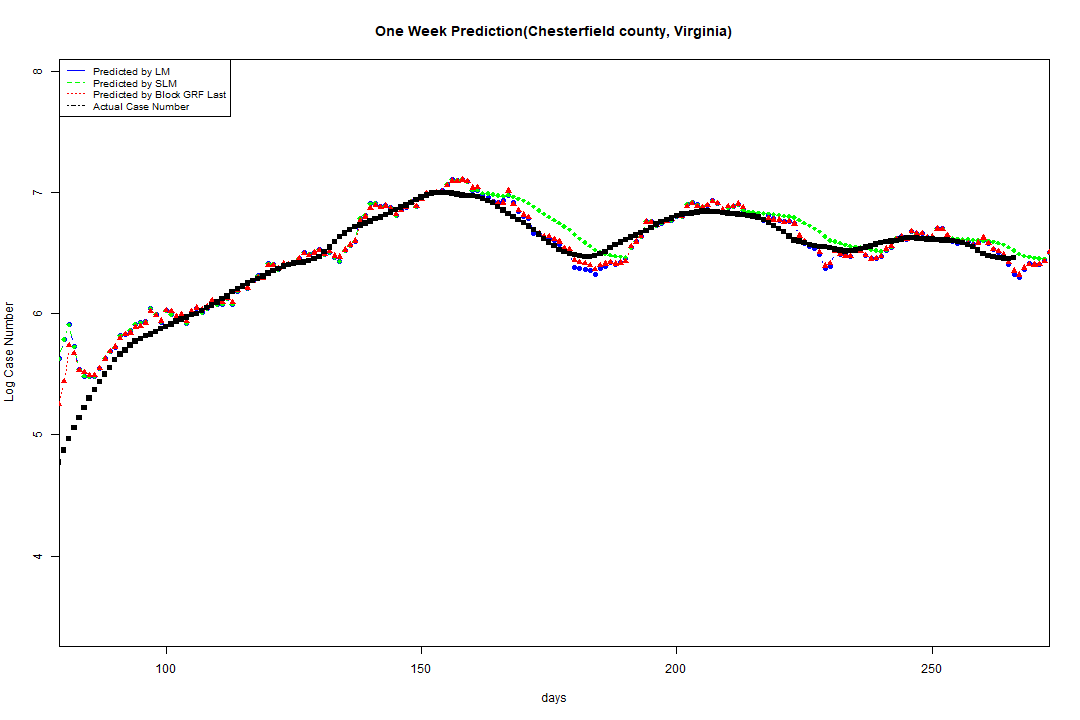 One Week Prediction(Chesterfield county, Virginia)
Predicted by LM
Predicted by SLM
Predicted by Block GRF Last
Actual Case Number
8
7
6
5
4
Log Case Number
100 150 200 250
days